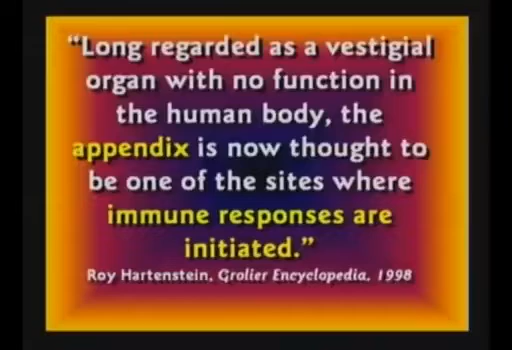 “Long regarded as a vestigial
organ with no function in
the human body, the
appendix is now thought to
be one of the sites where
immune responses are
initiated.”
Roy Hartenstein, Grolier Encyclopedia, 1998